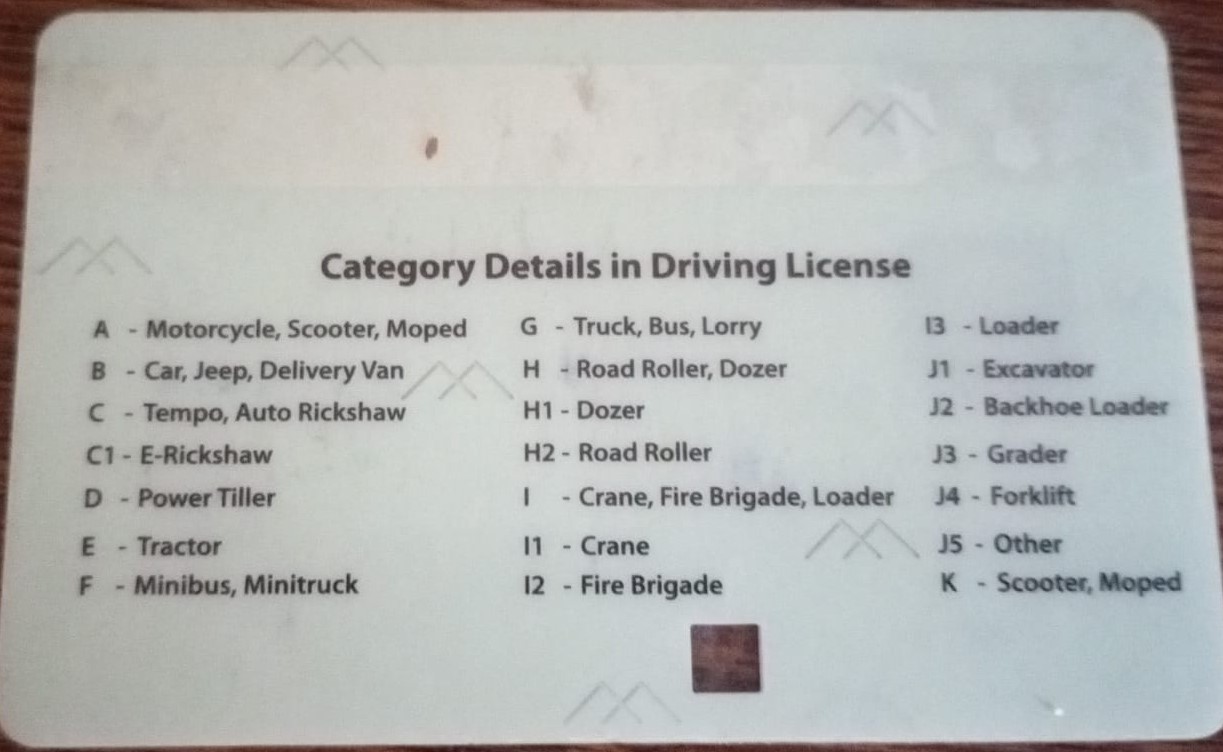 Category Details in Driving License
A - Motorcycle, Scooter, Moped
B - Car, Jeep, Delivery Van
C - Tempo, Auto Rickshaw
C1 - E-Rickshaw
D - Power Tiller
E - Tractor
F - Minibus, Minitruck
G - Truck, Bus, Lorry
H - Road Roller, Dozer
H1 - Dozer
H2 - Road Roller
I - Crane, Fire Brigade, Loader
I1 - Crane
I2 - Fire Brigade
I3 - Loader
J1 - Excavator
J2 - Backhoe Loader
J3 - Grader
J4 - Forklift
J5 - Other
K - Scooter, Moped